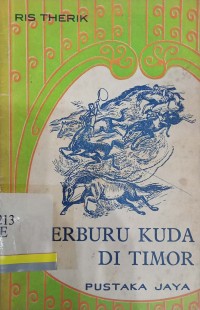 RIS THERIK
213
E
ERBURU KUDA
DI TIMOR
PUSTAKA JAYA